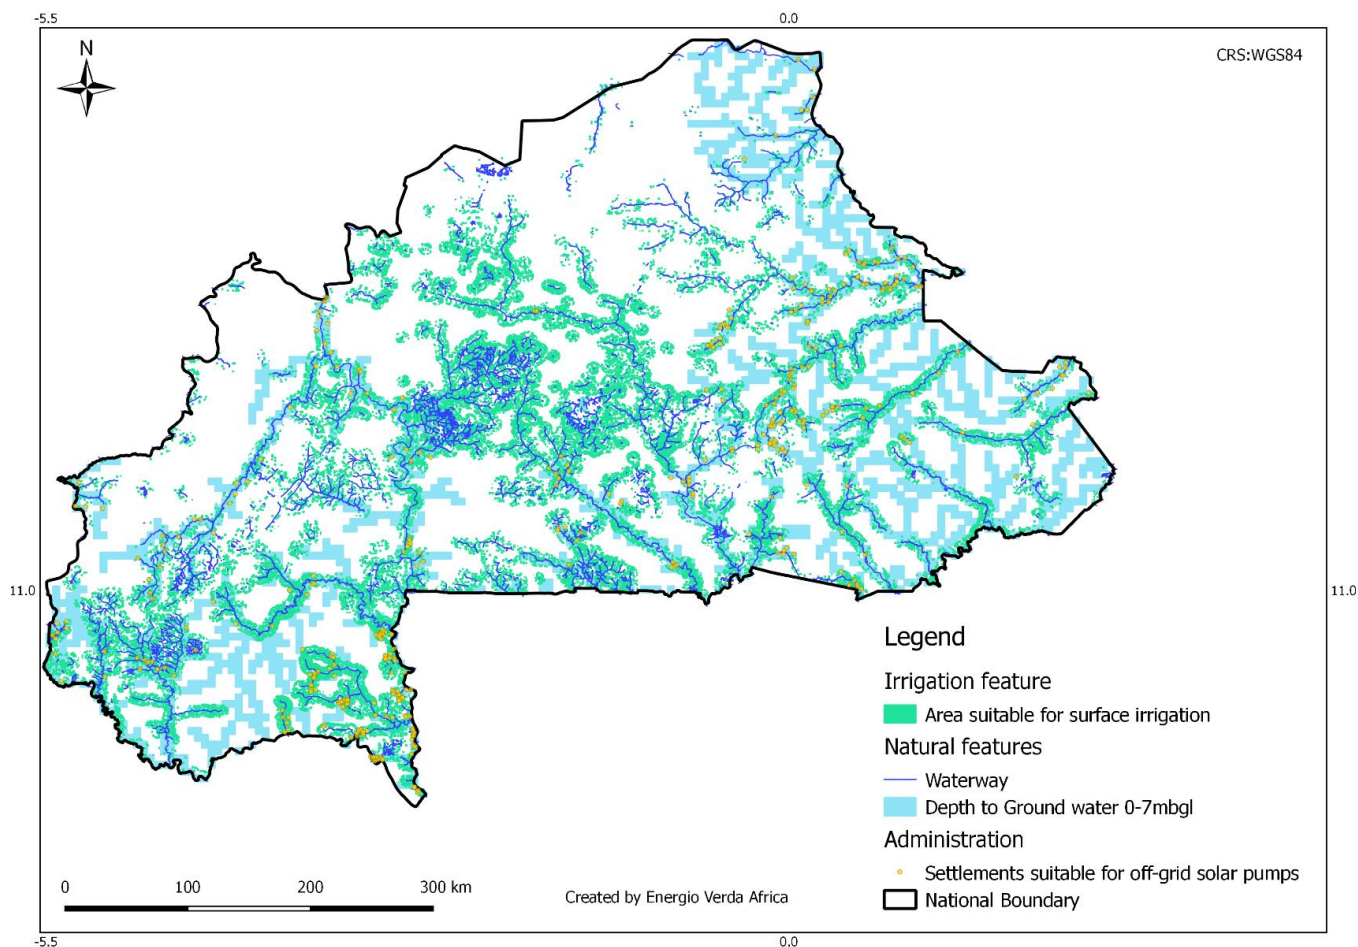 -5.5
0.0
N
CRS:WGS84
11.0
11.0
Legend
Irrigation feature
Area suitable for surface irrigation
Natural features
Waterway
Depth to Ground water 0-7mbgl
Administration
Settlements suitable for off-grid solar pumps
National Boundary
0
100
200
300 km
Created by Energio Verda Africa
-5.5
0.0